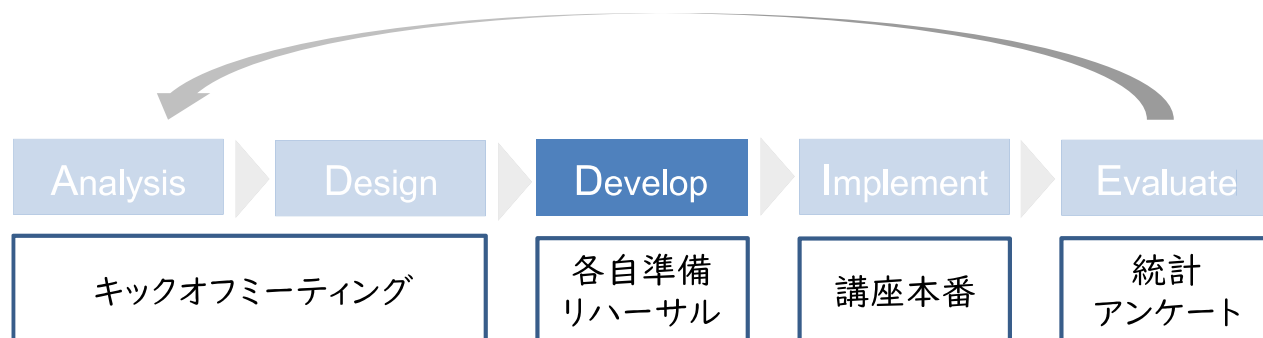 Analysis
Design
Develop
Implement
Evaluate
キックオフミーティング
各自準備
リハーサル
講座本番
統計
アンケート